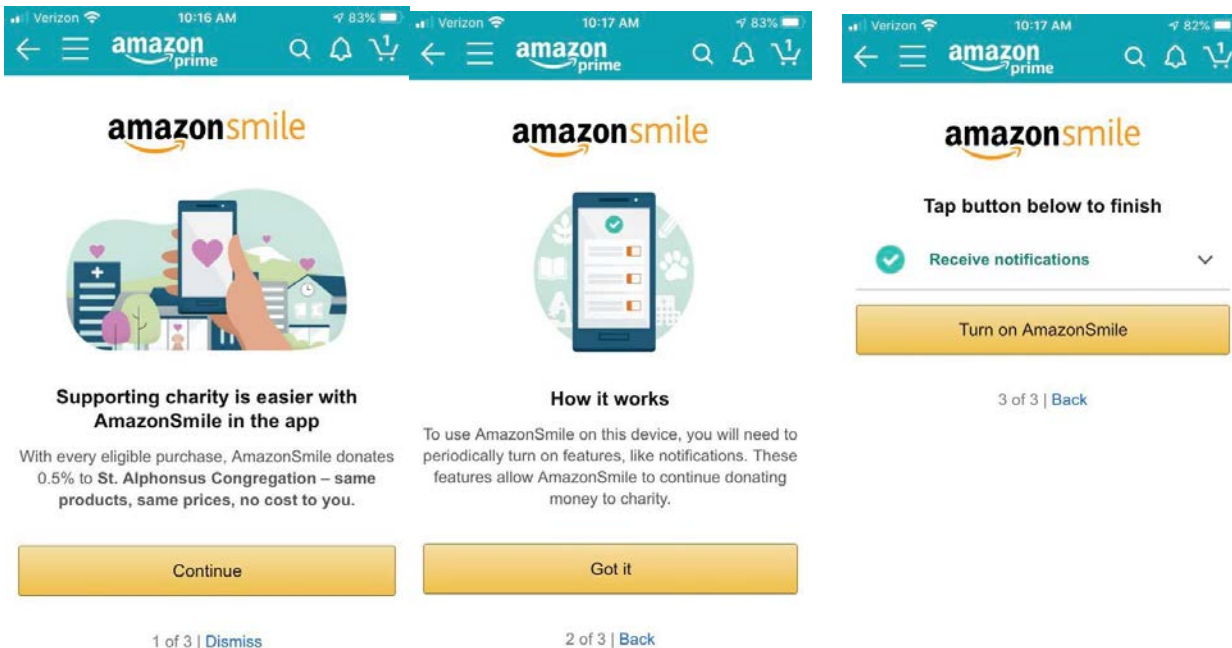 Verizon 10:16 AM 83%
amazon prime 1
amazonsmile
Supporting charity is easier with
AmazonSmile in the app
With every eligible purchase, AmazonSmile donates
0.5% to St. Alphonsus Congregation – same
products, same prices, no cost to you.
Continue
1 of 3 | Dismiss
Verizon 10:17 AM 83%
amazon prime 1
amazonsmile
How it works
To use AmazonSmile on this device, you will need to
periodically turn on features, like notifications. These
features allow AmazonSmile to continue donating
money to charity.
Got it
2 of 3 | Back
Verizon 10:17 AM 82%
amazon prime 1
amazonsmile
Tap button below to finish
Receive notifications
Turn on AmazonSmile
3 of 3 | Back